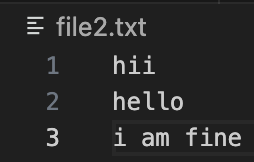 file2.txt
1 hii
2 hello
3 i am fine